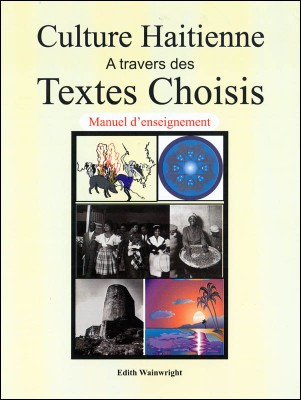 Culture Haitienne
A travers des
Textes Choisis
Manuel d'enseignement
Edith Wainwright